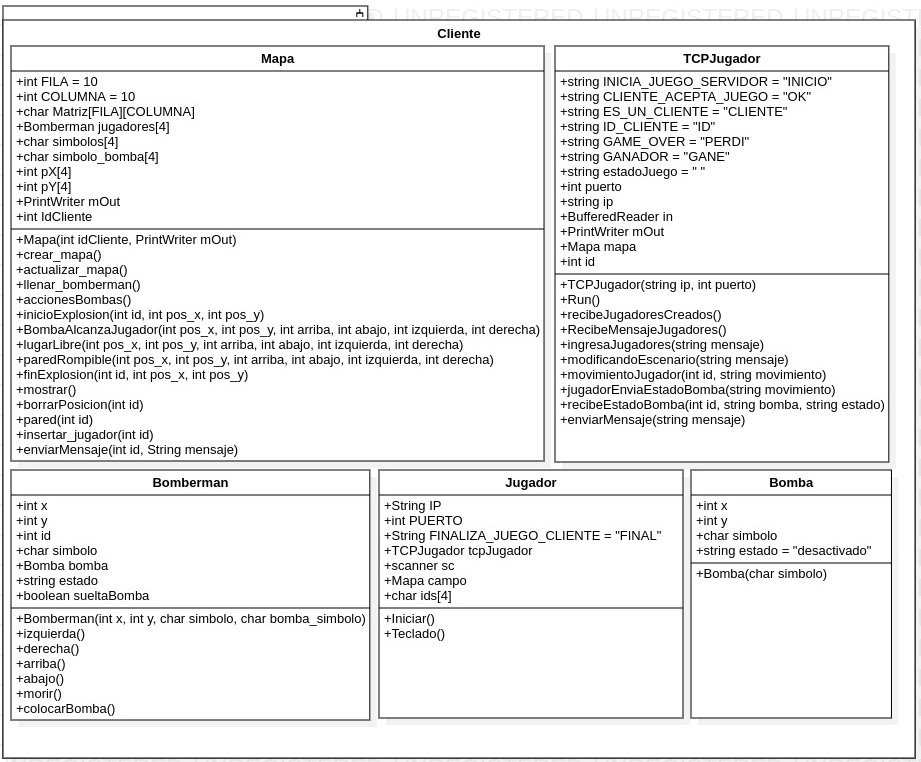 D UNREGISTERED UNREGISTERED UNREGIST
Cliente
Mapa
+int FILA = 10
+int COLUMNA = 10
+char Matriz[FILA][COLUMNA]
+Bomberman jugadores[4]
+char simbolos[4]
+char simbolo_bomba[4]
+int pX[4]
+int pY[4]
+PrintWriter mOut
+int IdCliente
+Mapa(int idCliente, PrintWriter mOut)
+crear_mapa()
+actualizar_mapa()
+llenar_bomberman()
+accionesBombas()
+inicioExplosion(int id, int pos_x, int pos_y)
+BombaAlcanzaJugador(int pos_x, int pos_y, int arriba, int abajo, int izquierda, int derecha)
+lugarLibre(int pos_x, int pos_y, int arriba, int abajo, int izquierda, int derecha)
+paredRompible(int pos_x, int pos_y, int arriba, int abajo, int izquierda, int derecha)
+finExplosion(int id, int pos_x, int pos_y)
+mostrar()
+borrarPosicion(int id)
+pared(int id)
+insertar_jugador(int id)
+enviarMensaje(int id, String mensaje)
TCPJugador
+string INICIA_JUEGO_SERVIDOR = "INICIO"
+string CLIENTE_ACEPTA_JUEGO = "OK"
+string ES_UN_CLIENTE = "CLIENTE"
+string ID_CLIENTE = "ID"
+string GAME_OVER = "PERDI"
+string GANADOR = "GANE"
+string estadoJuego = " "
+int puerto
+string ip
+BufferedReader in
+PrintWriter mOut
+Mapa mapa
+int id
+TCPJugador(string ip, int puerto)
+Run()
+recibeJugadoresCreados()
+RecibeMensajeJugadores()
+ingresaJugadores(string mensaje)
+modificandoEscenario(string mensaje)
+movimientoJugador(int id, string movimiento)
+jugadorEnviaEstadoBomba(string movimiento)
+recibeEstadoBomba(int id, string bomba, string estado)
+enviarMensaje(string mensaje)
Bomberman
+int x
+int y
+int id
+char simbolo
+Bomba bomba
+string estado
+boolean sueltaBomba
+Bomberman(int x, int y, char simbolo, char bomba_simbolo)
+izquierda()
+derecha()
+arriba()
+abajo()
+morir()
+colocarBomba()
Jugador
+String IP
+int PUERTO
+String FINALIZA_JUEGO_CLIENTE = "FINAL"
+TCPJugador tcpJugador
+scanner sc
+Mapa campo
+char ids[4]
+Iniciar()
+Teclado()
Bomba
+int x
+int y
+char simbolo
+string estado = "desactivado"
+Bomba(char simbolo)